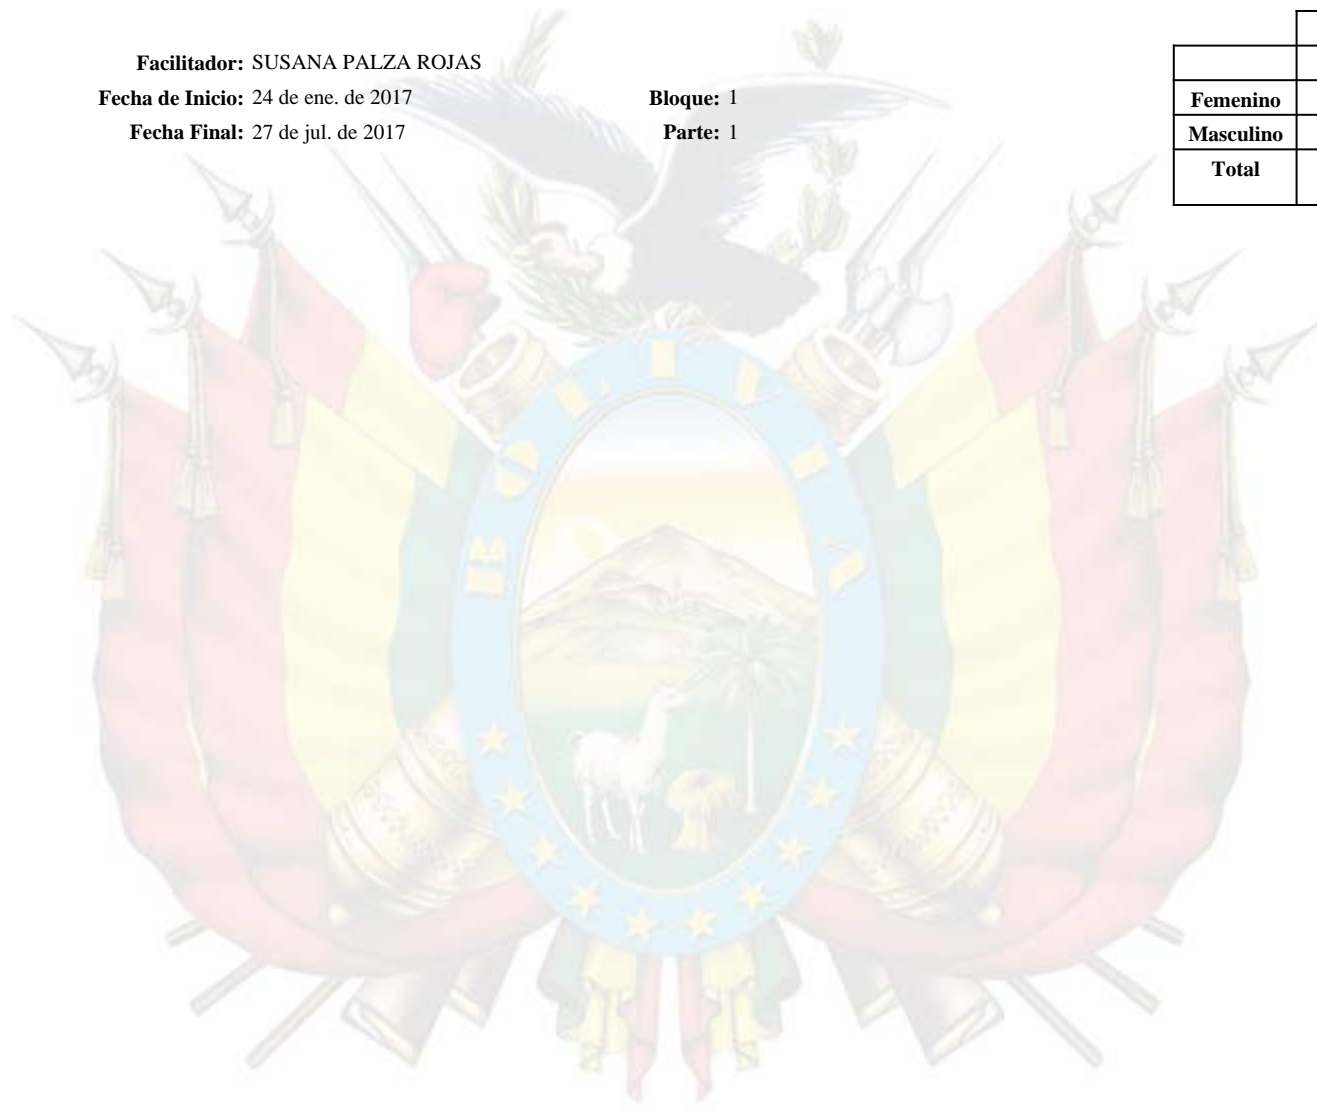 Facilitador: SUSANA PALZA ROJAS
Fecha de Inicio: 24 de ene. de 2017 Bloque: 1
Fecha Final: 27 de jul. de 2017 Parte: 1
Femenino
Masculino
Total
BOLIVIA